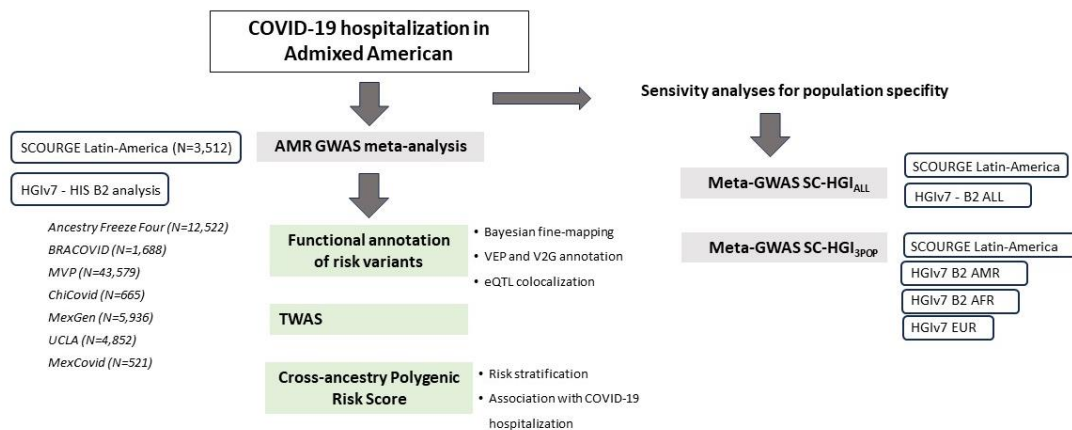 COVID-19 hospitalization in
Admixed American
Sensivity analyses for population specifity
SCOURGE Latin-America (N=3,512)
AMR GWAS meta-analysis
HGIv7 - HIS B2 analysis
Ancestry Freeze Four (N=12,522)
BRACOVID (N=1,688)
MVP (N=43,579)
ChiCovid (N=665)
MexGen (N=5,936)
UCLA (N=4,852)
MexCovid (N=521)
Functional annotation
of risk variants
• Bayesian fine-mapping
• VEP and V2G annotation
• eQTL colocalization
TWAS
Cross-ancestry Polygenic
Risk Score
• Risk stratification
• Association with COVID-19
hospitalization
Meta-GWAS SC-HGIALL
SCOURGE Latin-America
HGIv7 - B2 ALL
Meta-GWAS SC-HGI3POP
SCOURGE Latin-America
HGIv7 B2 AMR
HGIv7 B2 AFR
HGIv7 EUR